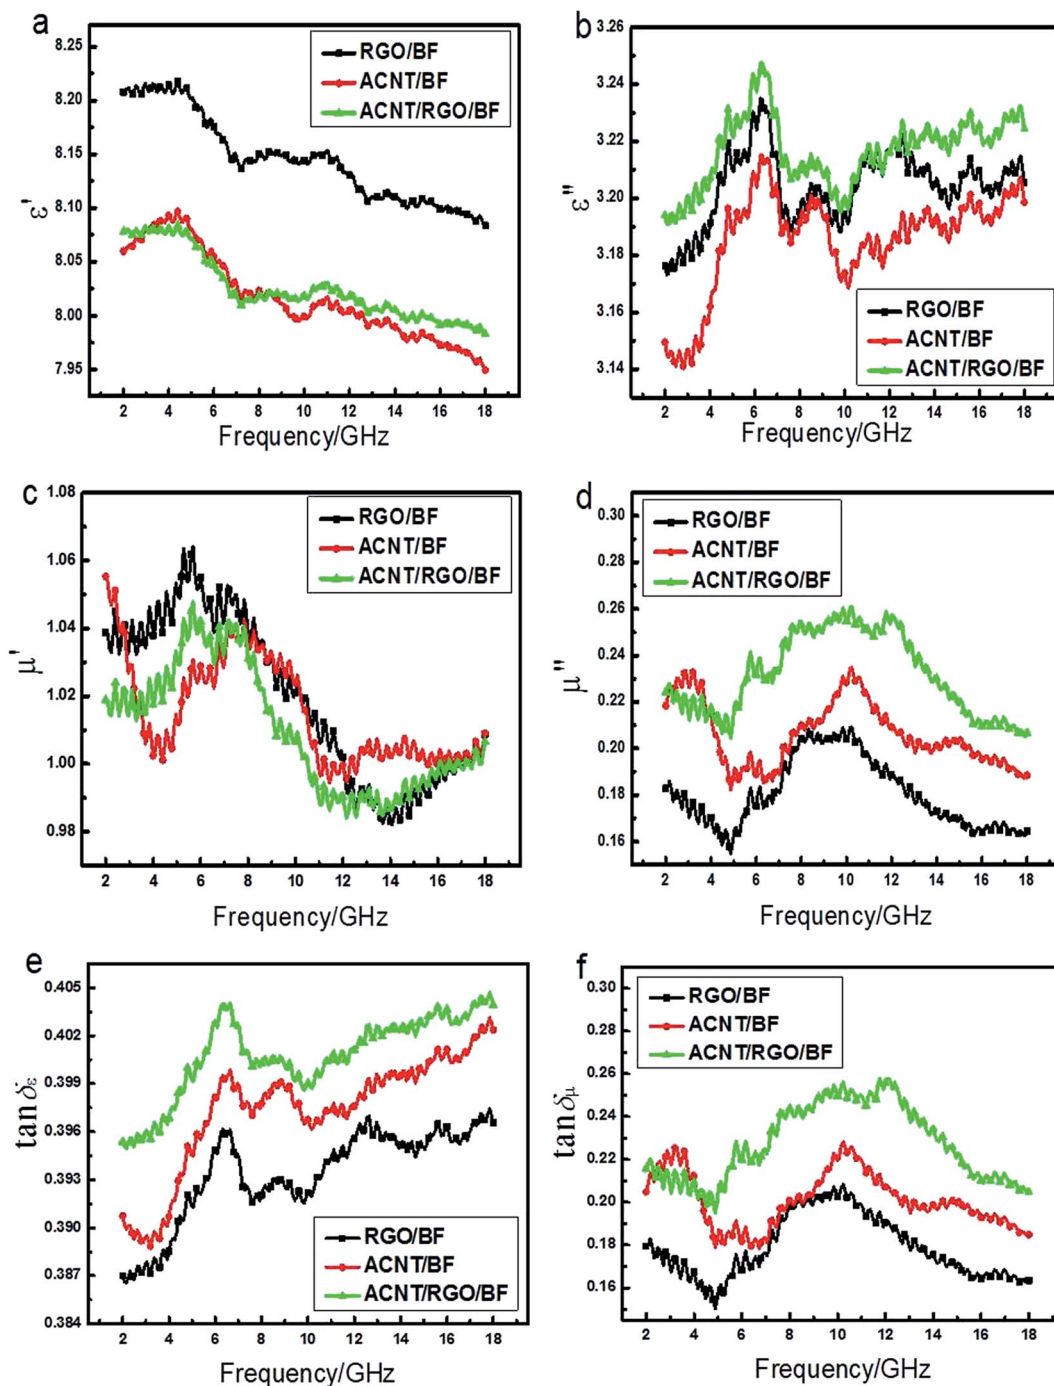 a
8.25
8.20
8.15
8.10
8.05
8.00
7.95
ε'
RGO/BF
ACNT/BF
ACNT/RGO/BF
2 4 6 8 10 12 14 16 18
Frequency/GHz
b
3.26
3.24
3.22
3.20
3.18
3.16
3.14
ε''
RGO/BF
ACNT/BF
ACNT/RGO/BF
2 4 6 8 10 12 14 16 18
Frequency/GHz
c
1.08
1.06
1.04
1.02
1.00
0.98
μ'
RGO/BF
ACNT/BF
ACNT/RGO/BF
2 4 6 8 10 12 14 16 18
Frequency/GHz
d
0.30
0.28
0.26
0.24
0.22
0.20
0.18
0.16
μ''
RGO/BF
ACNT/BF
ACNT/RGO/BF
2 4 6 8 10 12 14 16 18
Frequency/GHz
e
0.405
0.402
0.399
0.396
0.393
0.390
0.387
0.384
tan δε
RGO/BF
ACNT/BF
ACNT/RGO/BF
2 4 6 8 10 12 14 16 18
Frequency/GHz
f
0.30
0.28
0.26
0.24
0.22
0.20
0.18
0.16
tan δμ
RGO/BF
ACNT/BF
ACNT/RGO/BF
2 4 6 8 10 12 14 16 18
Frequency/GHz